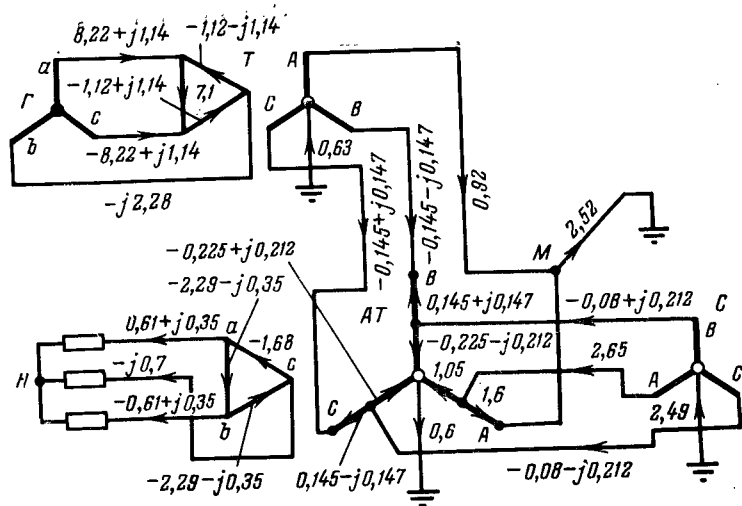 8,22+j1,14
-1,12-j1,14
T
a
-1,12+j1,14
7,1
Г
c
b
-8,22+j1,14
-j2,28
A
C
B
0,63
-0,145+j0,147
-0,145-j0,147
0,92
2,52
M
-0,225+j0,212
-2,29-j0,35
B
AT
0,145+j0,147
-0,08+j0,212
C
B
0,61+j0,35
a
-1,68
-0,225-j0,212
c
H
-j0,7
1,05
2,65
A
C
-0,61+j0,35
b
C
1,6
A
2,49
0,6
-2,29-j0,35
0,145-j0,147
-0,08-j0,212